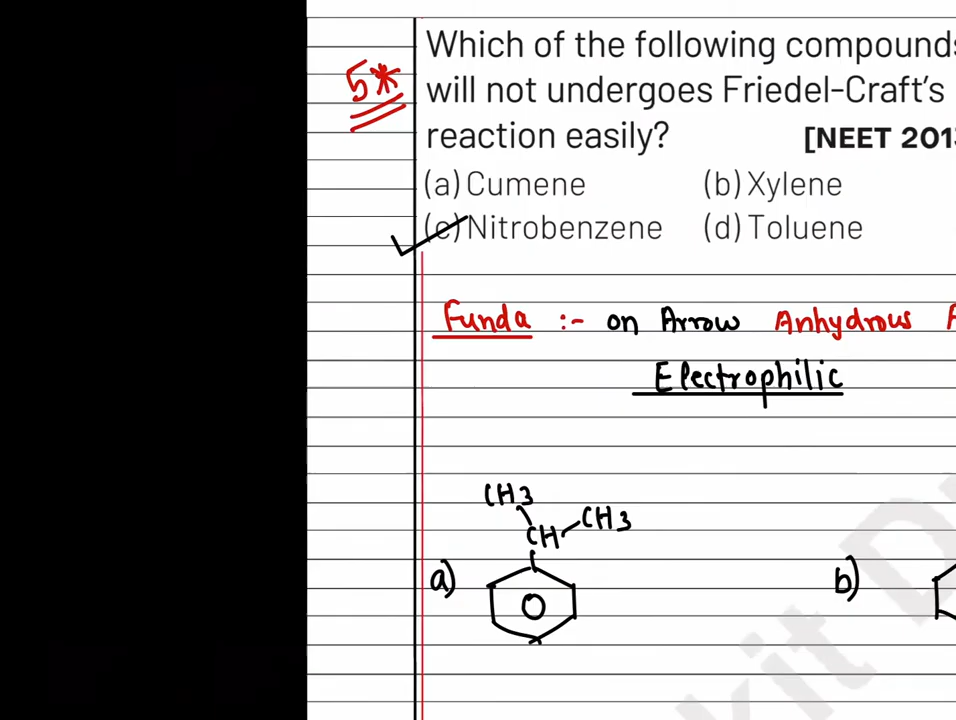 Which of the following compounds
5* will not undergoes Friedel-Craft's
reaction easily? [NEET 2013
(a) Cumene (b) Xylene
(c) Nitrobenzene (d) Toluene
Funda :- on Arrow Anhydrous
Electrophilic
CH3
CH CH3
a) b)